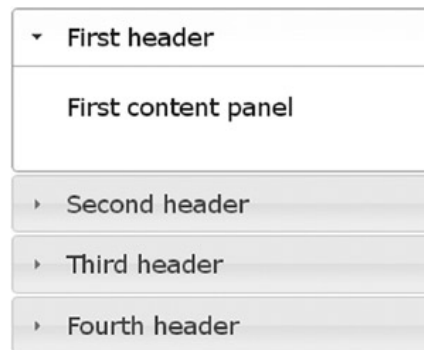 First header
First content panel
Second header
Third header
Fourth header